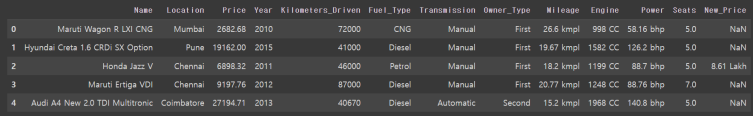 Name Location Price Year Kilometers_Driven Fuel_Type Transmission Owner_Type Mileage Engine Power Seats New_Price
0 Maruti Wagon R LXI CNG Mumbai 2682.68 2010 72000 CNG Manual First 26.6 kmpl 998 CC 58.16 bhp 5.0 NaN
1 Hyundai Creta 1.6 CRDi SX Option Pune 19162.00 2015 41000 Diesel Manual First 19.67 kmpl 1582 CC 126.2 bhp 5.0 NaN
2 Honda Jazz V Chennai 6898.32 2011 46000 Petrol Manual First 18.2 kmpl 1199 CC 88.7 bhp 5.0 8.61 Lakh
3 Maruti Ertiga VDI Chennai 9197.76 2012 87000 Diesel Manual First 20.77 kmpl 1248 CC 88.76 bhp 7.0 NaN
4 Audi A4 New 2.0 TDI Multitronic Coimbatore 27194.71 2013 40670 Diesel Automatic Second 15.2 kmpl 1968 CC 140.8 bhp 5.0 NaN